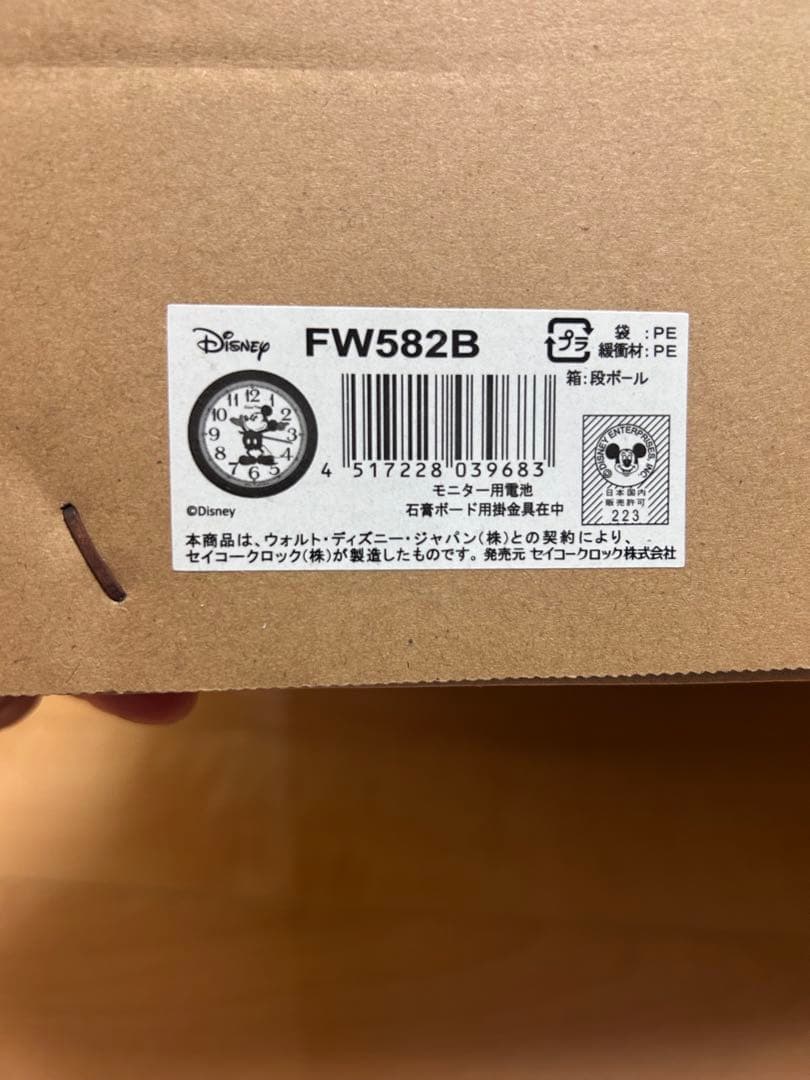 Disney
FW582B
プラ
袋 :PE
緩衝材:PE
箱:段ボール
12
11
1
10
2
9
3
8
4
7
6
5
4 517228 039683
モニター用電池
石膏ボード用掛金具在中
©Disney
©DISNEY ENTERPRISES, INC.
日本国内
販売許可
223
本商品は、ウォルト・ディズニー・ジャパン(株)との契約により、
セイコークロック(株)が製造したものです。発売元 セイコークロック株式会社